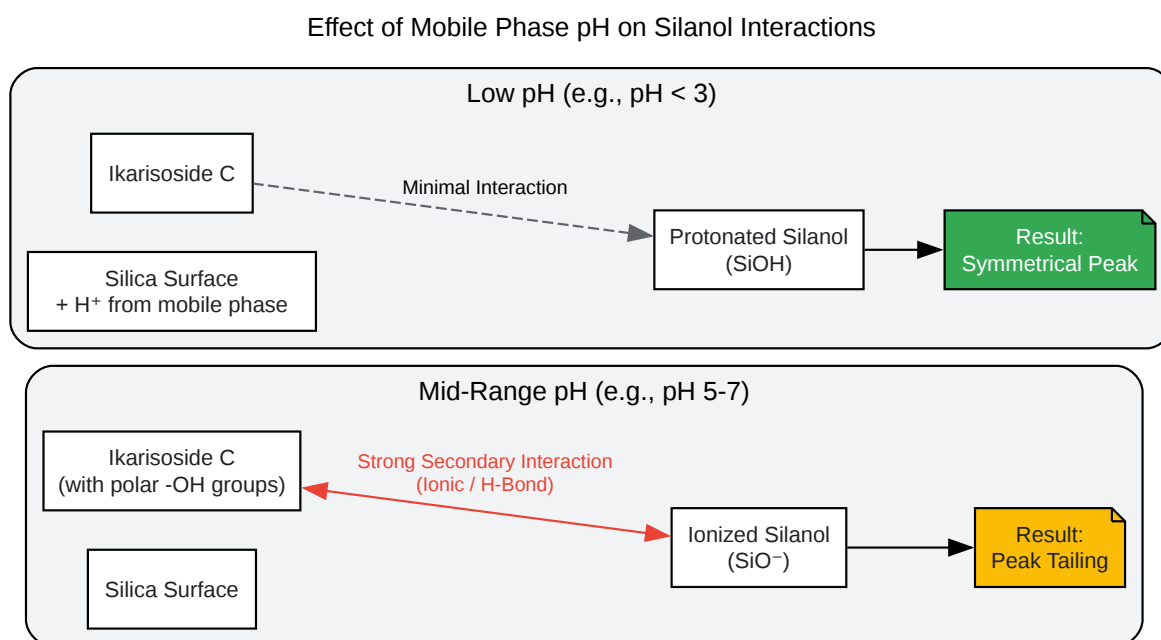 Effect of Mobile Phase pH on Silanol Interactions
Low pH (e.g., pH < 3)
Ikarisoside C
Minimal Interaction
Protonated Silanol
(SiOH)
Result:
Symmetrical Peak
Silica Surface
+ H⁺ from mobile phase
Mid-Range pH (e.g., pH 5-7)
Ikarisoside C
(with polar -OH groups)
Strong Secondary Interaction
(Ionic / H-Bond)
Ionized Silanol
(SiO⁻)
Result:
Peak Tailing
Silica Surface